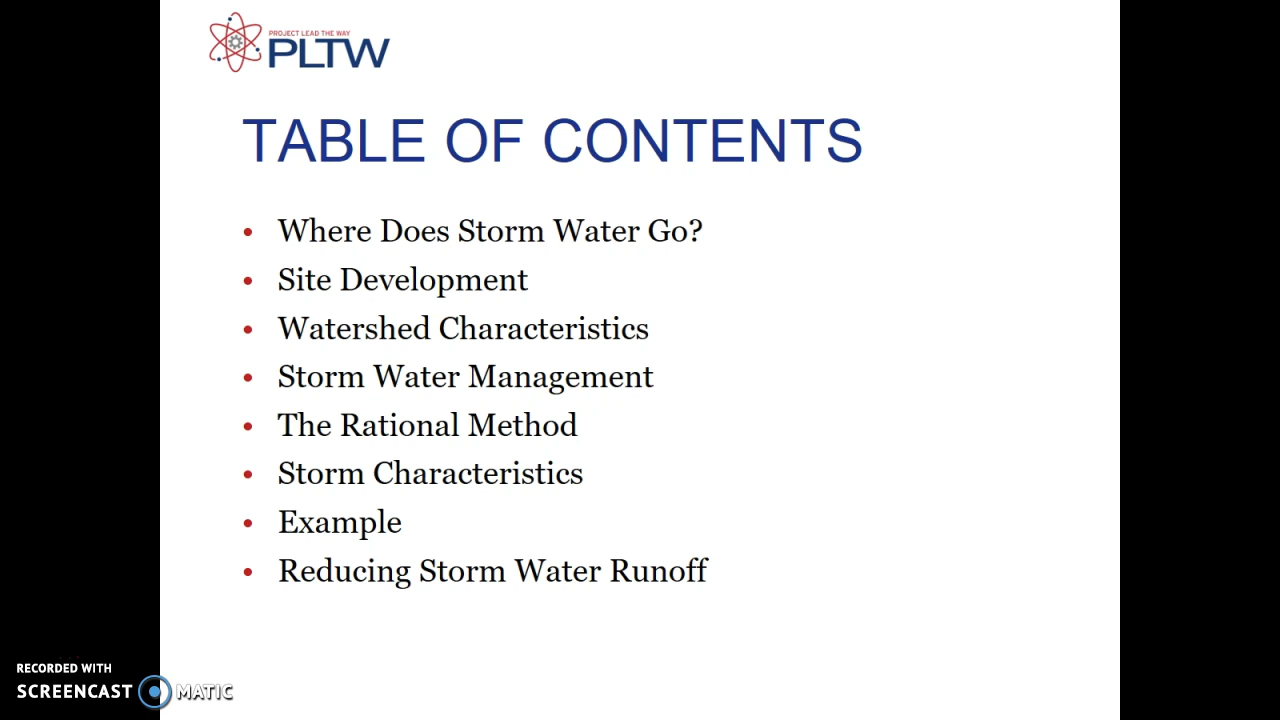 PROJECT LEAD THE WAY
PLTW
TABLE OF CONTENTS
• Where Does Storm Water Go?
• Site Development
• Watershed Characteristics
• Storm Water Management
• The Rational Method
• Storm Characteristics
• Example
• Reducing Storm Water Runoff
RECORDED WITH
SCREENCAST MATIC